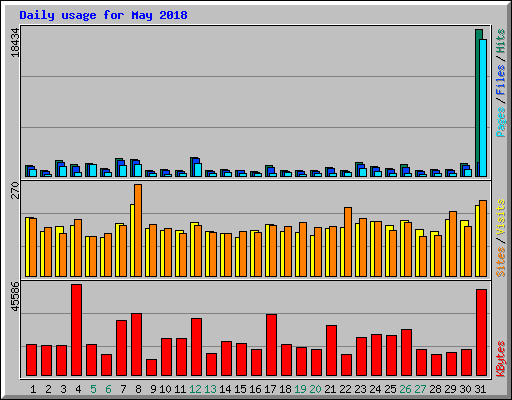 Daily usage for May 2018
18434
Pages / Files / Hits
270
Sites / Visits
45586
KBytes
1 2 3 4 5 6 7 8 9 10 11 12 13 14 15 16 17 18 19 20 21 22 23 24 25 26 27 28 29 30 31